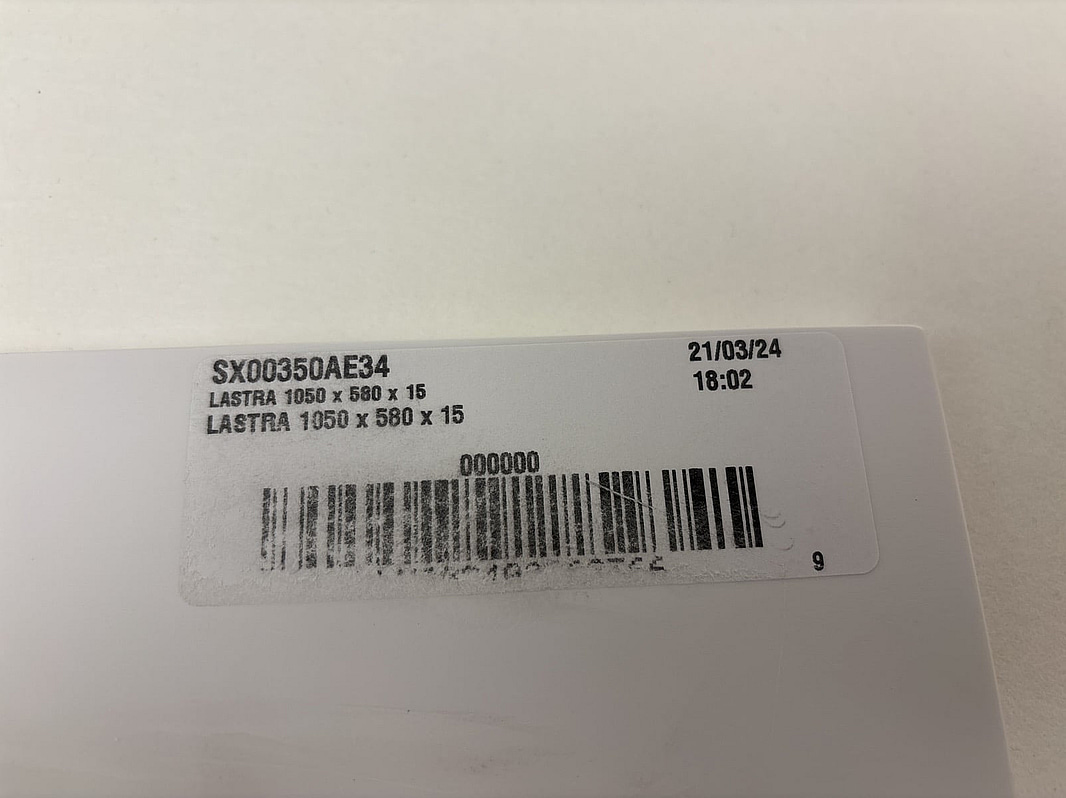 SX00350AE34
21/03/24
18:02
LASTRA 1050 x 580 x 15
LASTRA 1050 x 580 x 15
000000
9